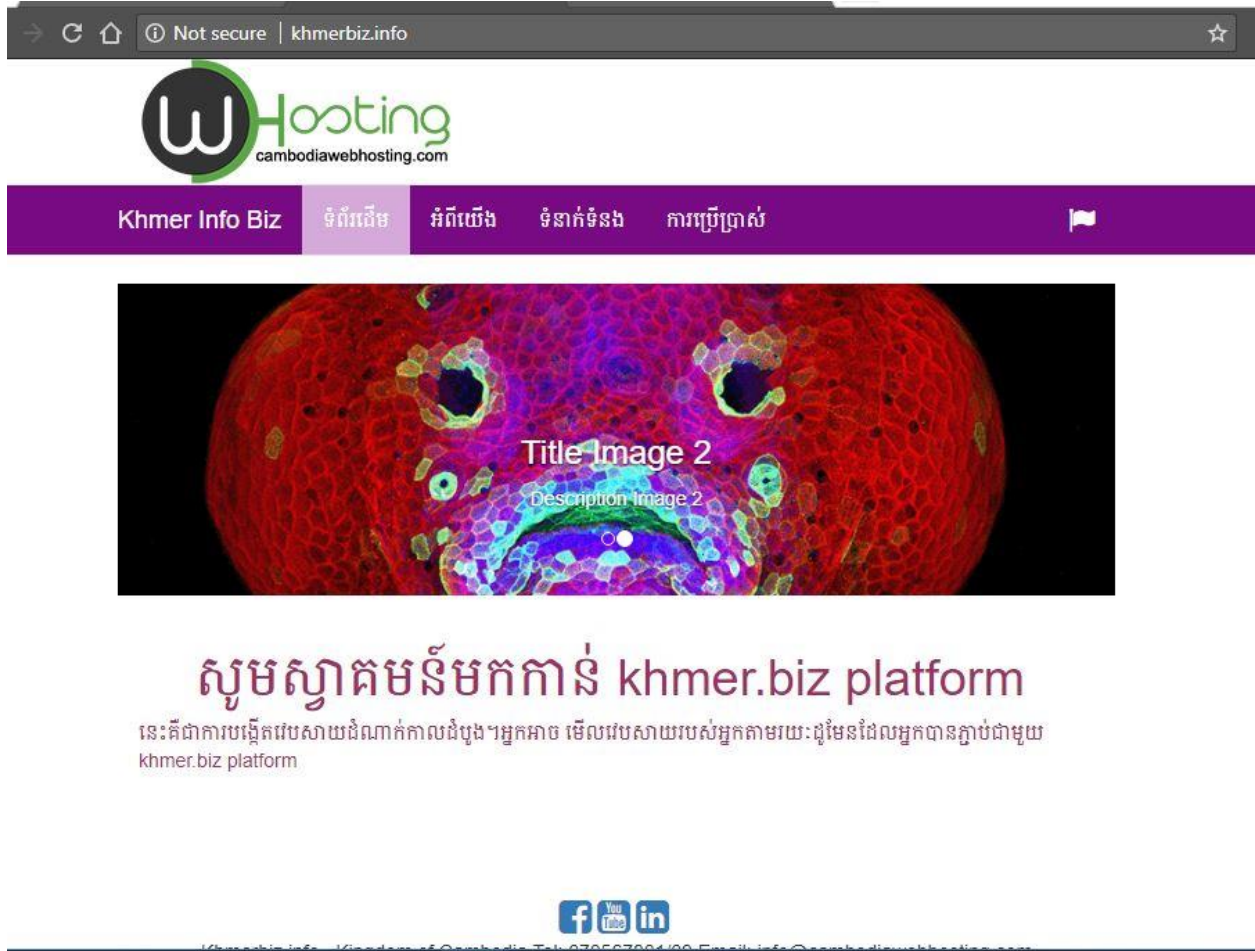 Not secure | khmerbiz.info
W Hosting
cambodiawebhosting.com
Khmer Info Biz ទំព័រដើម អំពីយើង ទំនាក់ទំនង ការប្រើប្រាស់
Title Image 2
Description Image 2
សូមស្វាគមន៍មកកាន់ khmer.biz platform
នេះគឺជាការបង្កើតវេបសាយដំណាក់កាលដំបូង។អ្នកអាច មើលវេបសាយរបស់អ្នកតាមរយៈដូមែនដែលអ្នកបានភ្ជាប់ជាមួយ
khmer.biz platform
You
Tube
in